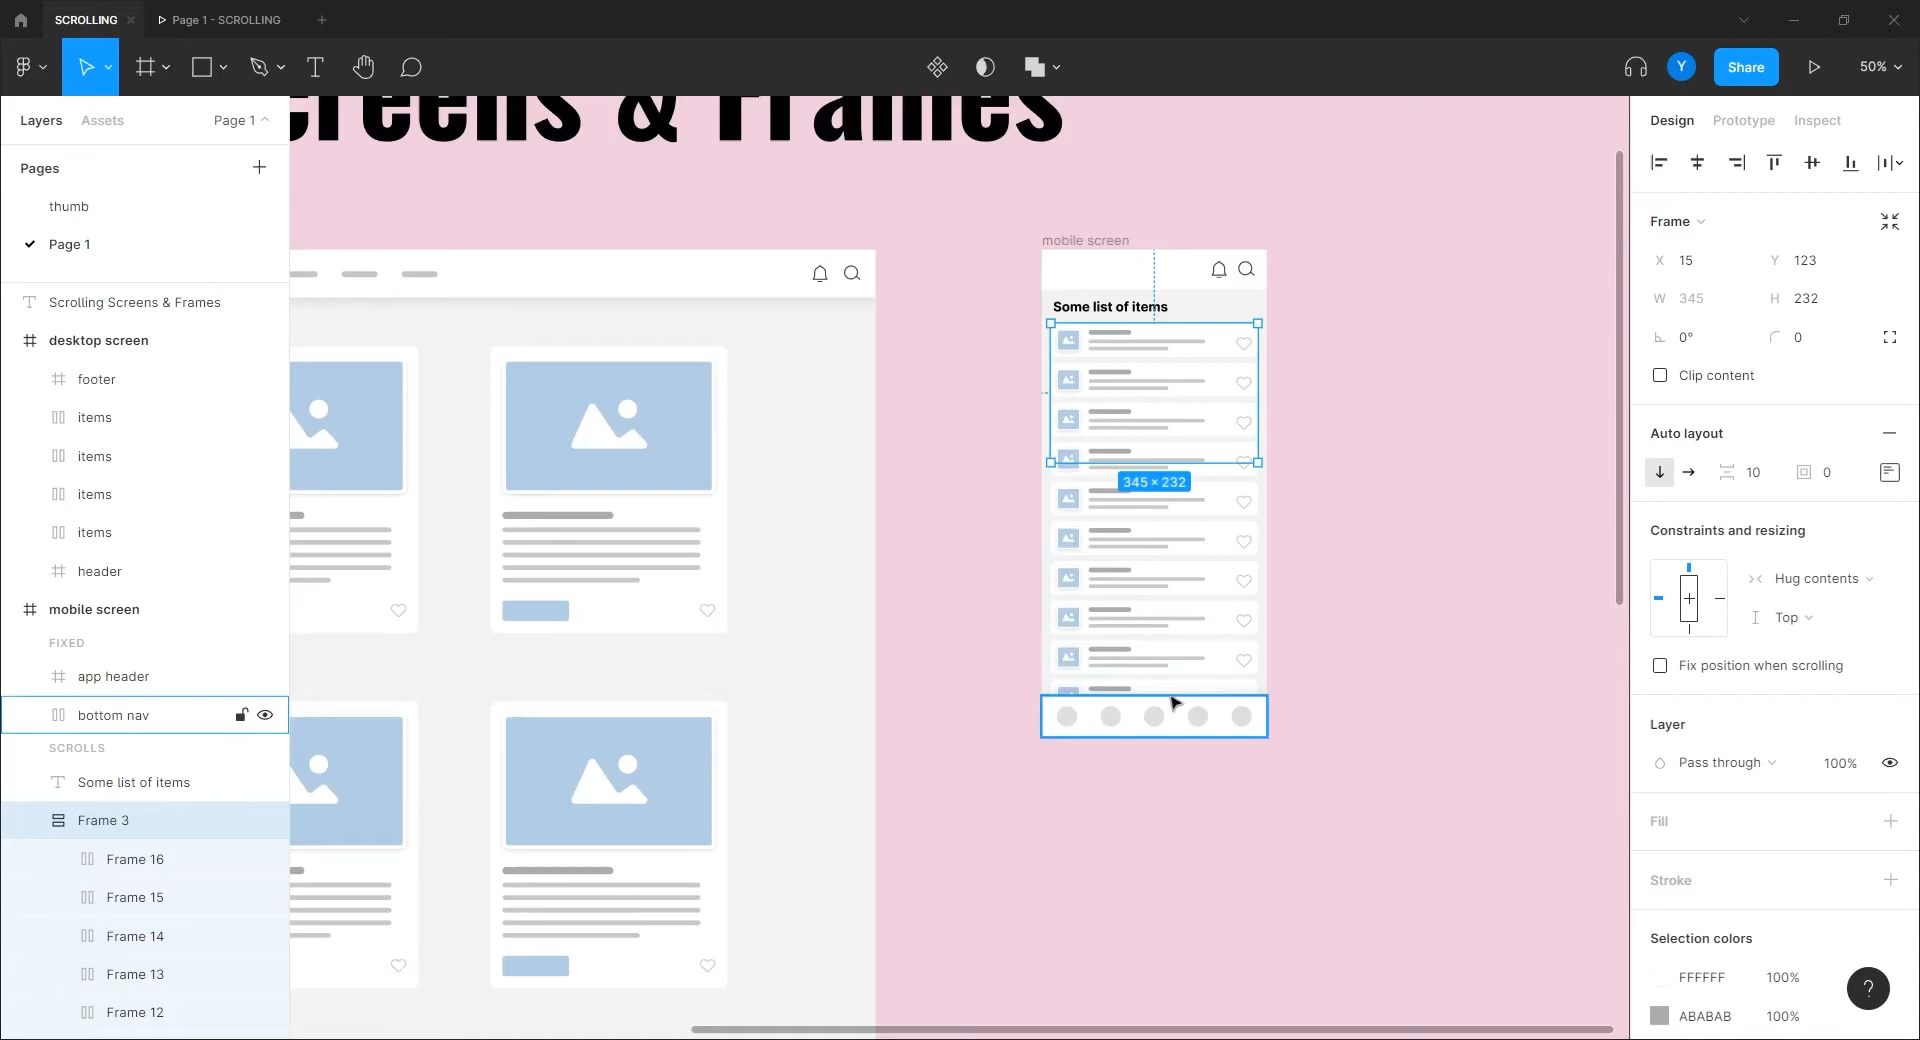 SCROLLING
Page 1 - SCROLLING
Share
Y
50%
Layers
Assets
Page 1
Pages
thumb
Page 1
Scrolling Screens & Frames
desktop screen
footer
items
items
items
items
header
mobile screen
FIXED
app header
bottom nav
SCROLLS
Some list of items
Frame 3
Frame 16
Frame 15
Frame 14
Frame 13
Frame 12
creens & Frames
mobile screen
Some list of items
345 × 232
Design
Prototype
Inspect
Frame
X 15
Y 123
W 345
H 232
0°
0
Clip content
Auto layout
10
0
Constraints and resizing
Hug contents
Top
Fix position when scrolling
Layer
Pass through
100%
Fill
Stroke
Selection colors
FFFFFF 100%
ABABAB 100%
?